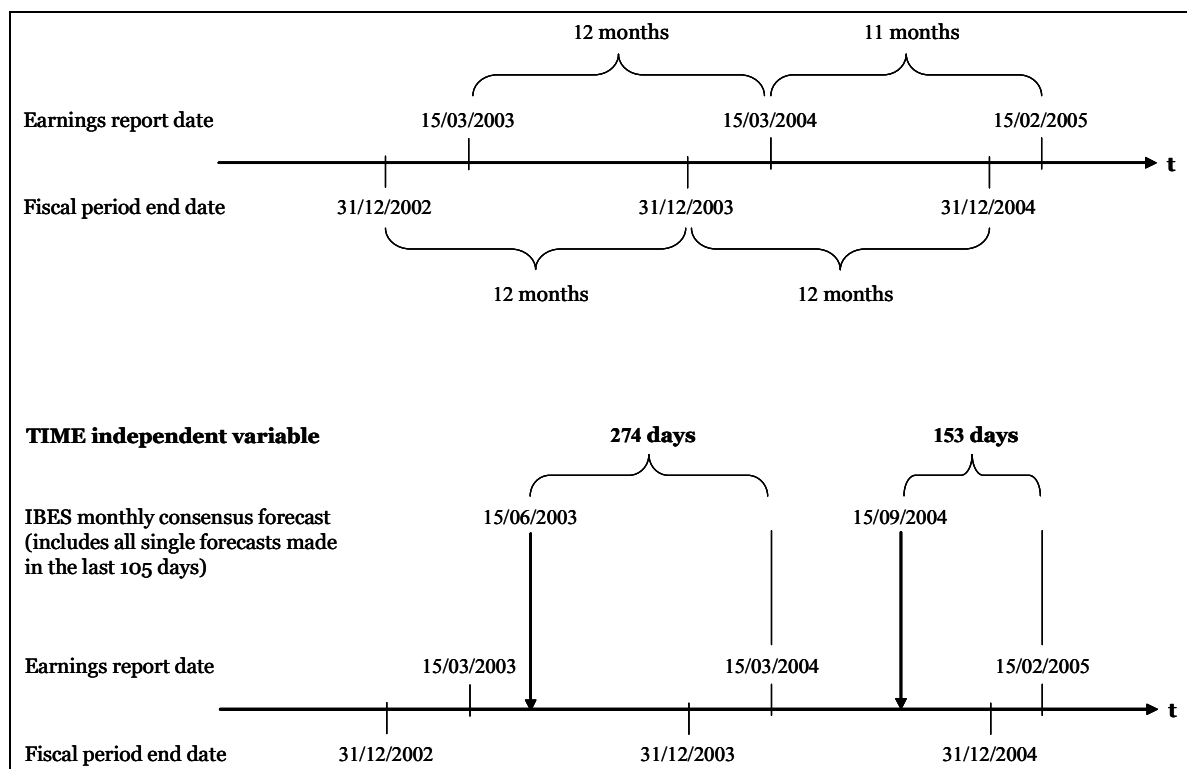 12 months 11 months
Earnings report date 15/03/2003 15/03/2004 15/02/2005
t
Fiscal period end date 31/12/2002 31/12/2003 31/12/2004
12 months 12 months
TIME independent variable 274 days 153 days
IBES monthly consensus forecast 15/06/2003 15/09/2004
(includes all single forecasts made
in the last 105 days)
Earnings report date 15/03/2003 15/03/2004 15/02/2005
t
Fiscal period end date 31/12/2002 31/12/2003 31/12/2004